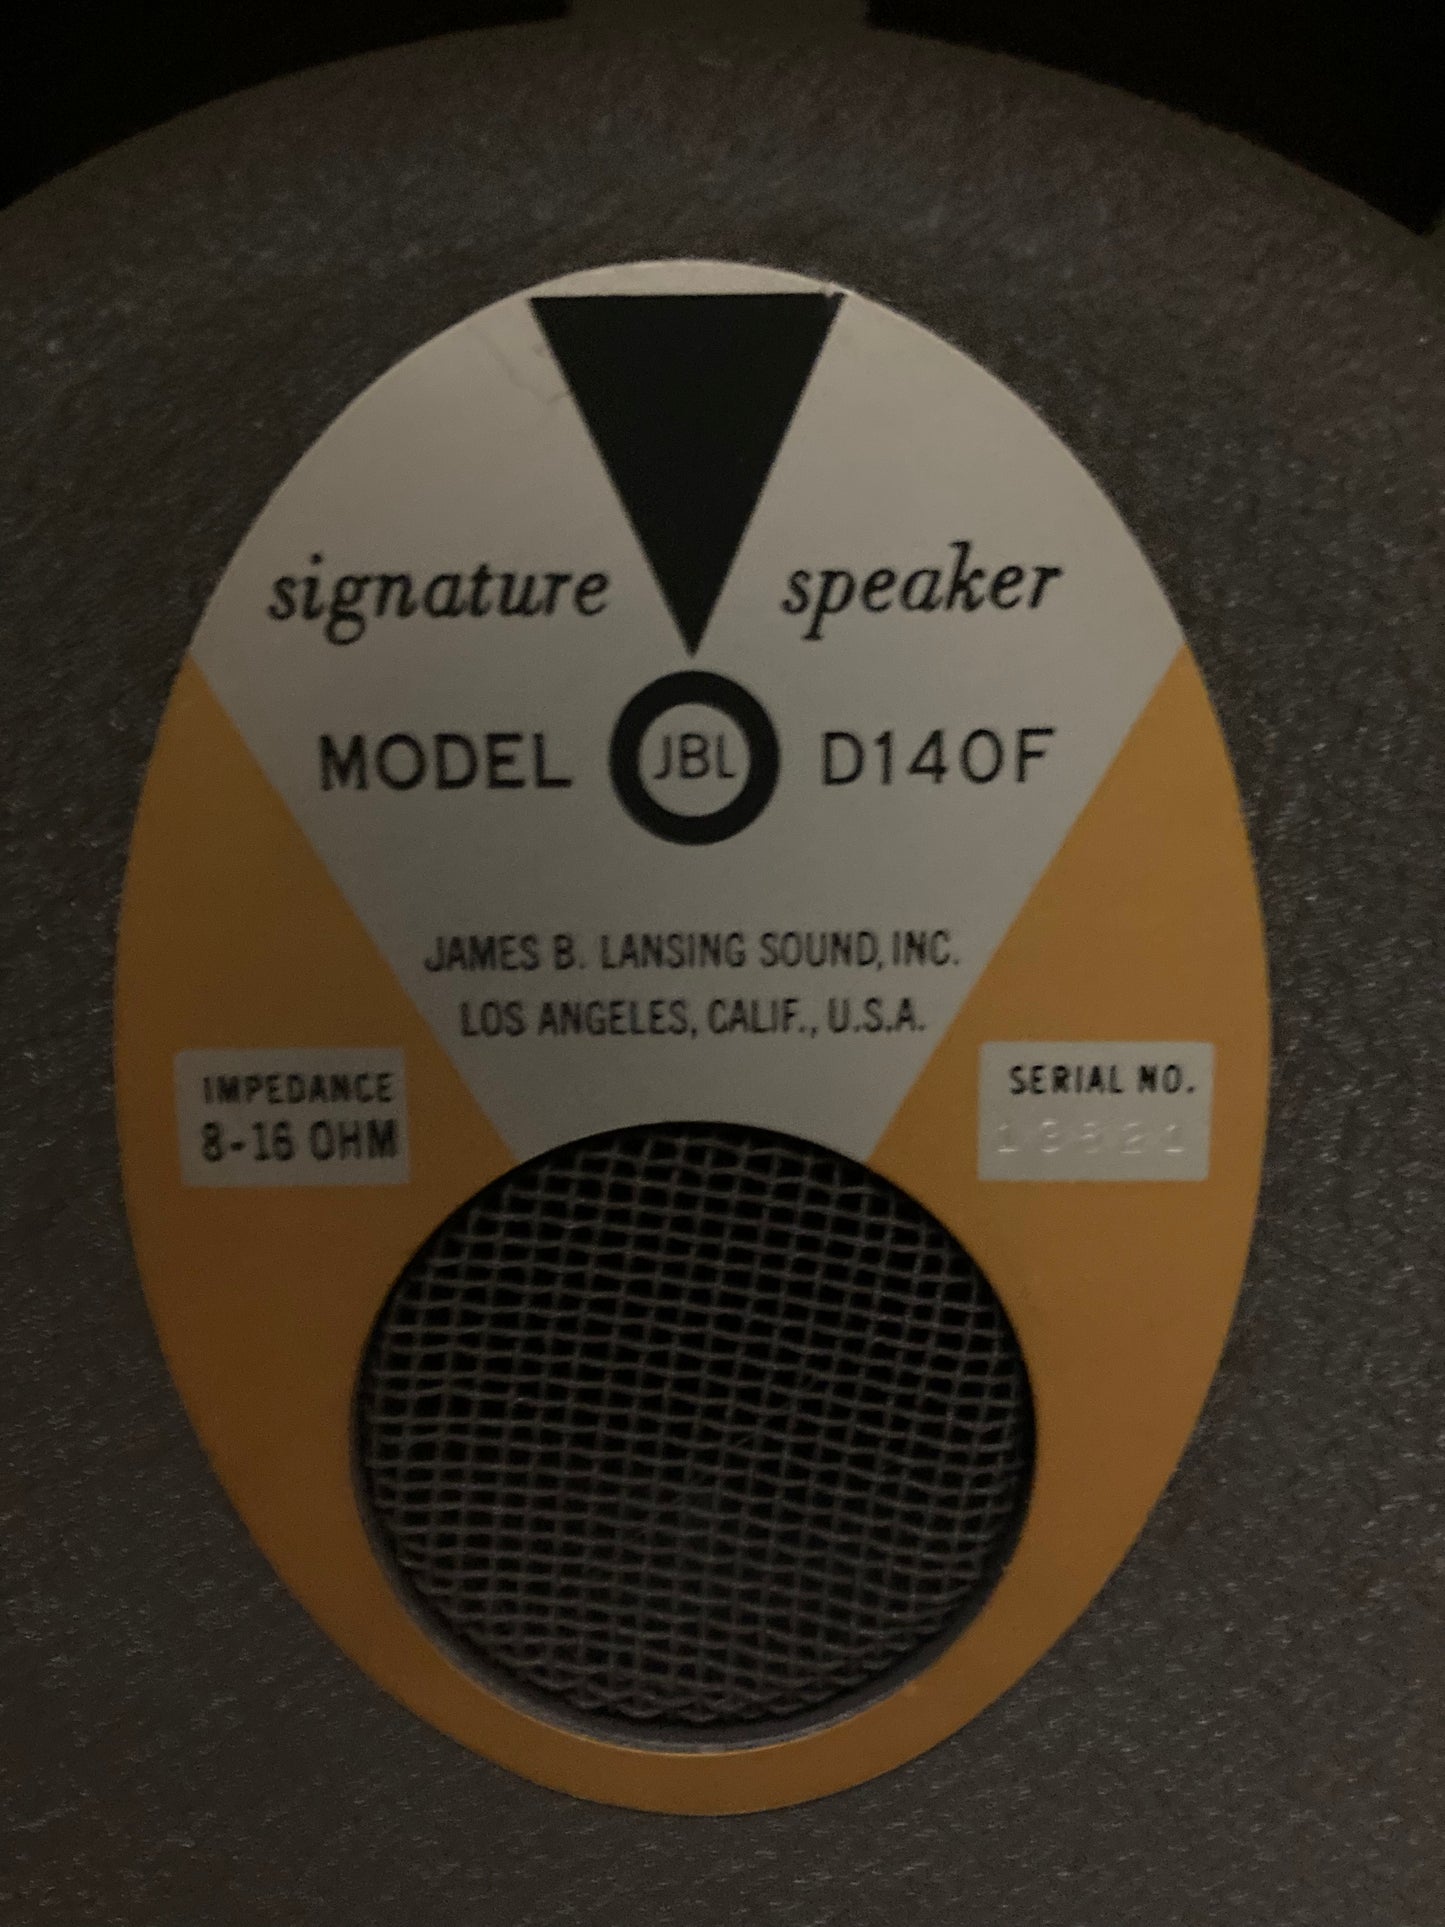 signature speaker
MODEL JBL D140F
JAMES B. LANSING SOUND, INC.
LOS ANGELES, CALIF., U.S.A.
IMPEDANCE
8-16 OHM
SERIAL NO.